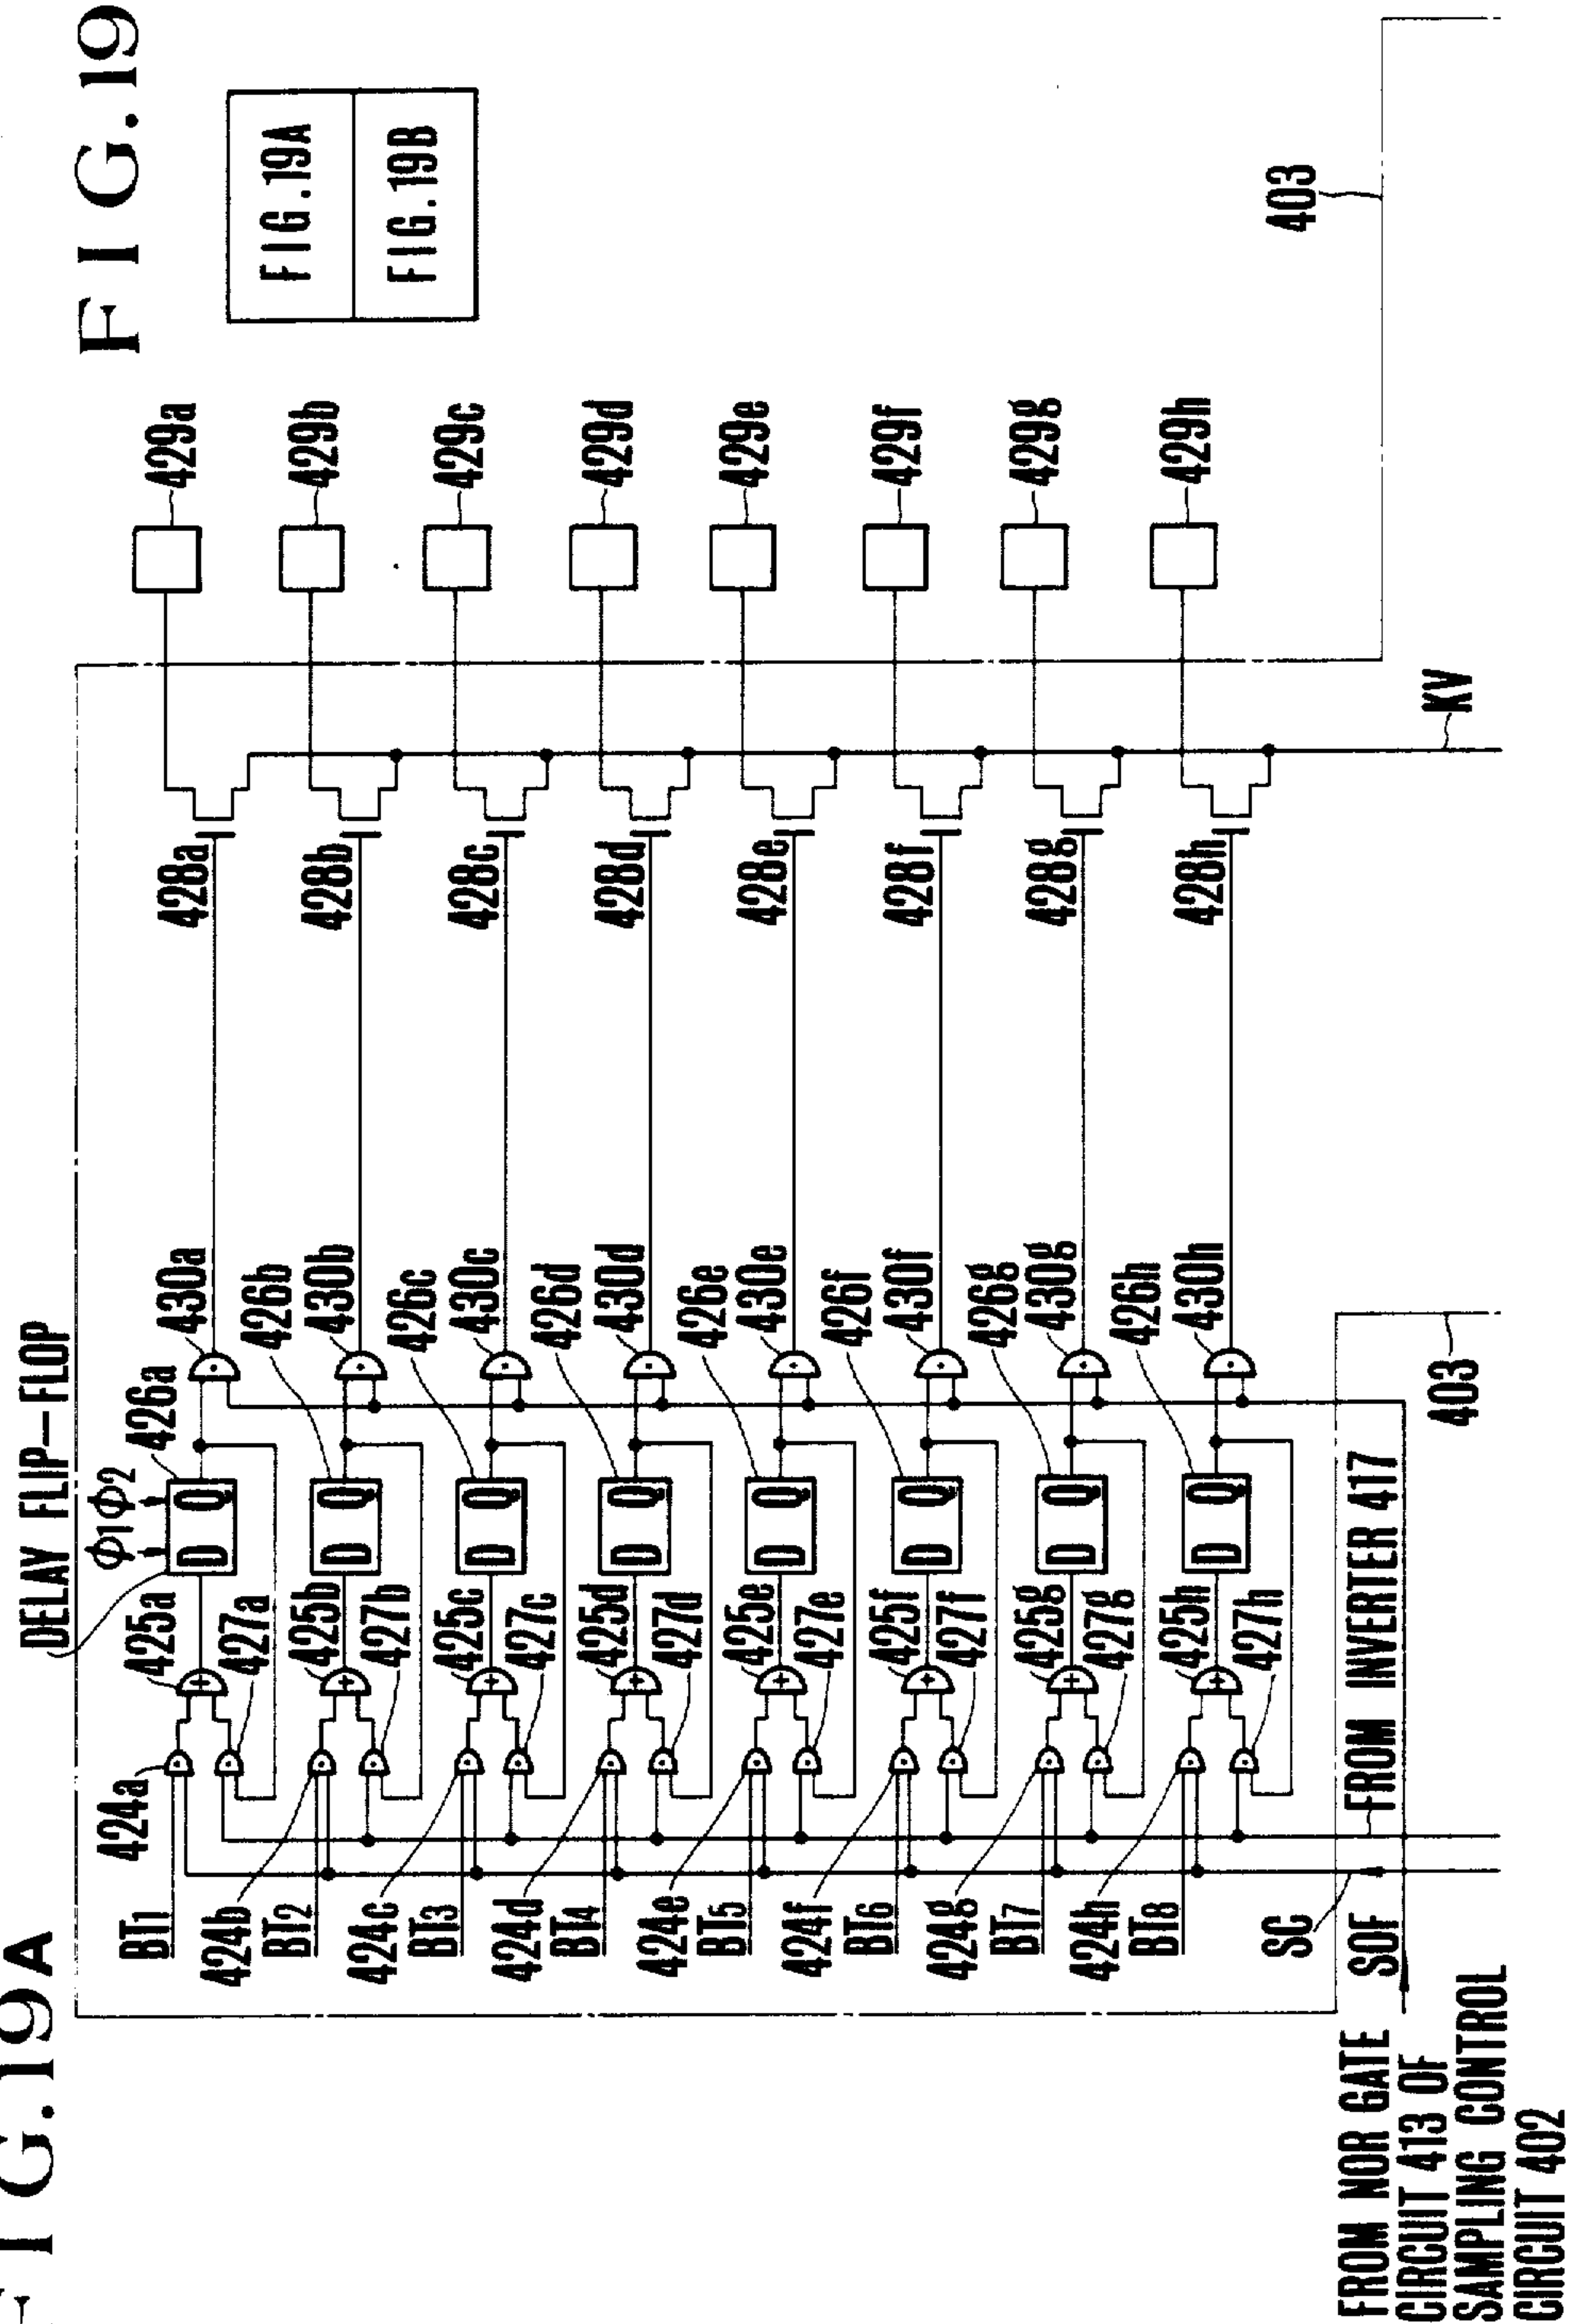 FIG.19A
FIG.19
FIG.19A
FIG.19B
DELAY FLIP-FLOP
ϕ1 ϕ2
BT1
424a
425a
427a
426a
430a
428a
429a
424b
BT2
425b
427b
426b
430b
428b
429b
424c
BT3
425c
427c
426c
430c
428c
429c
424d
BT4
425d
427d
426d
430d
428d
429d
424e
BT5
425e
427e
426e
430e
428e
429e
424f
BT6
425f
427f
426f
430f
428f
429f
424g
BT7
425g
427g
426g
430g
428g
429g
424h
BT8
425h
427h
426h
430h
428h
429h
D Q
D Q
D Q
D Q
D Q
D Q
D Q
D Q
SC
SOF
FROM INVERTER 417
403
KV
403
FROM NOR GATE
CIRCUIT 413 OF
SAMPLING CONTROL
CIRCUIT 402